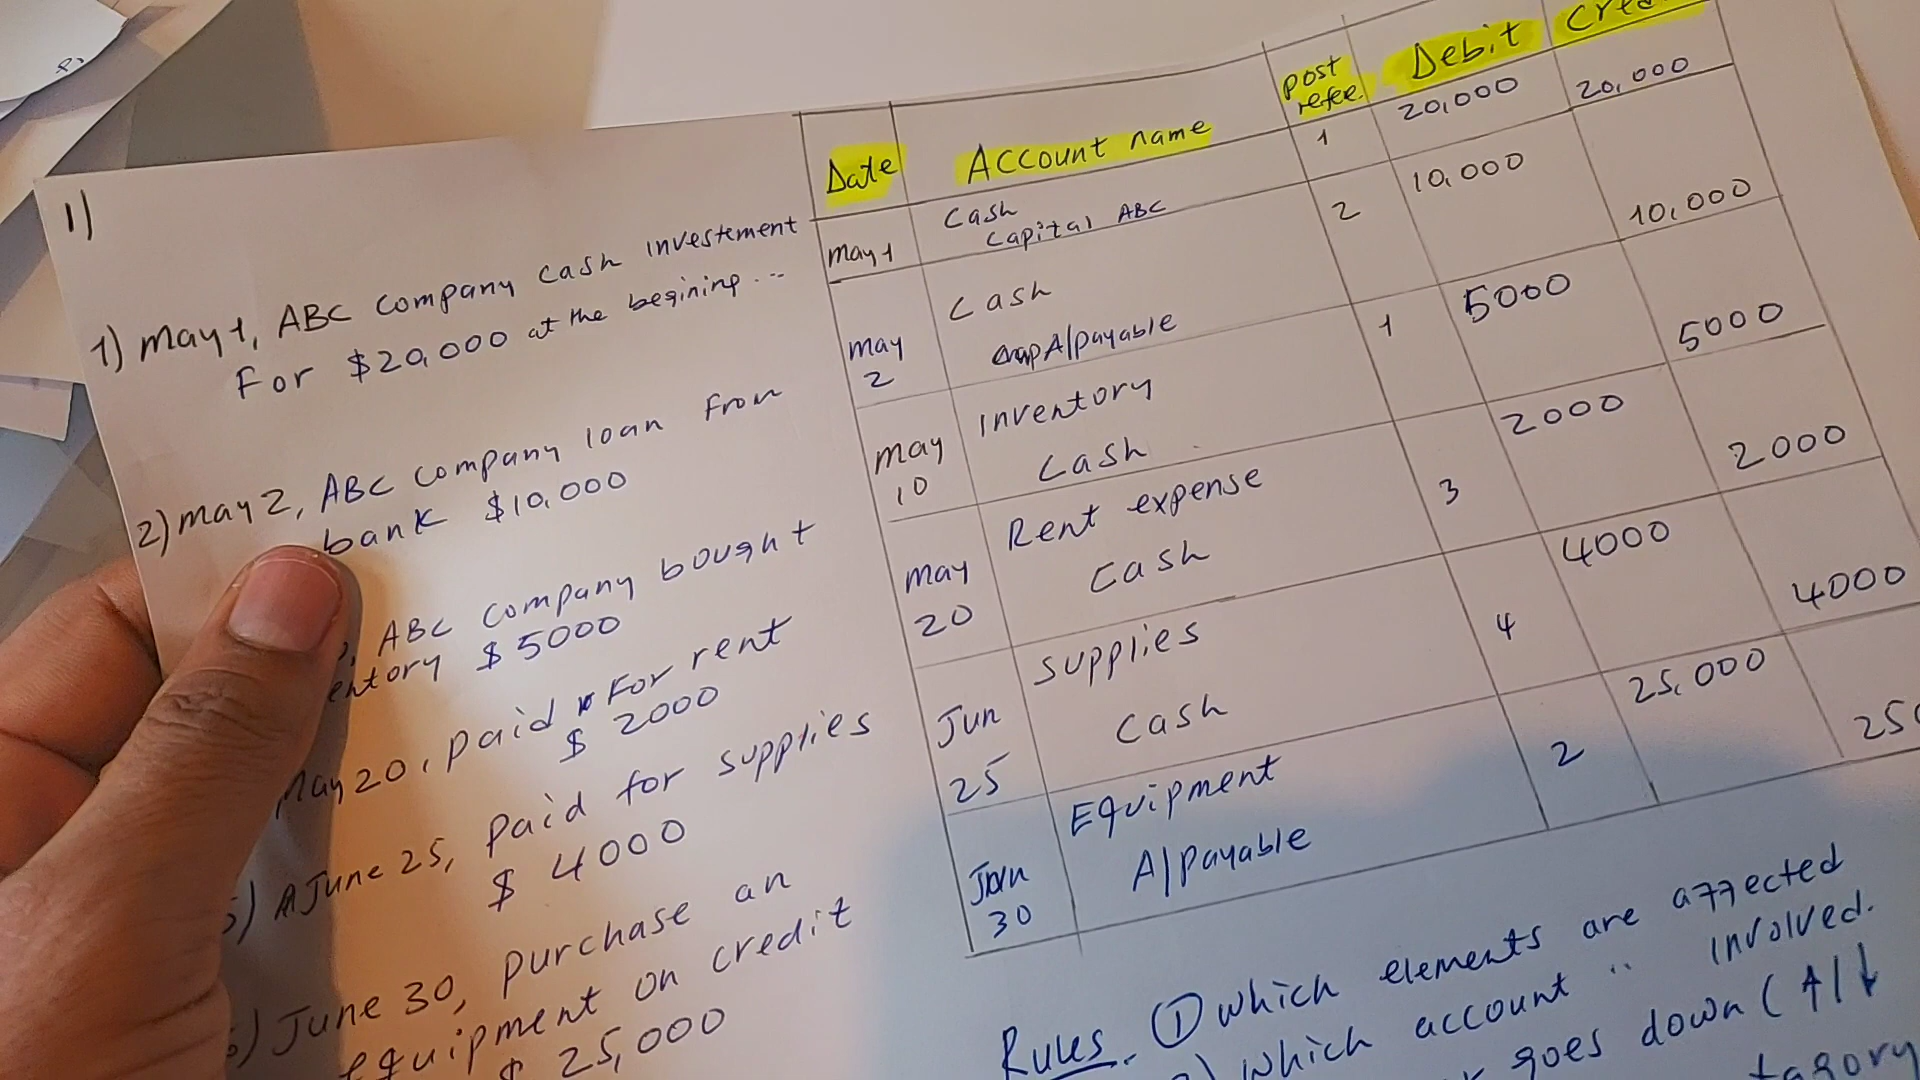 1)
1) May 1, ABC Company cash investement
For $20,000 at the begining...
2) May 2, ABC Company loan From
bank $10,000
, ABC Company bought
entory $5000
May 20, paid For rent
$ 2000
5) June 25, Paid for supplies
$ 4000
6) June 30, purchase an
equipment on credit
$ 25,000
Date Account name Post refee. Debit Cre
May 1 Cash 1 20,000 20,000
Capital ABC
May 2 Cash 2 10,000
A/payable 10,000
May 10 inventory 1 5000
Cash 5000
May 20 Rent expense 3 2000
Cash 2000
Jun 25 Supplies 4 4000
Cash 4000
Jun 30 Equipment 2 25,000
A/payable 250
Rules. ① which elements are affected
which account " involved.
goes down (A/↓
tagory